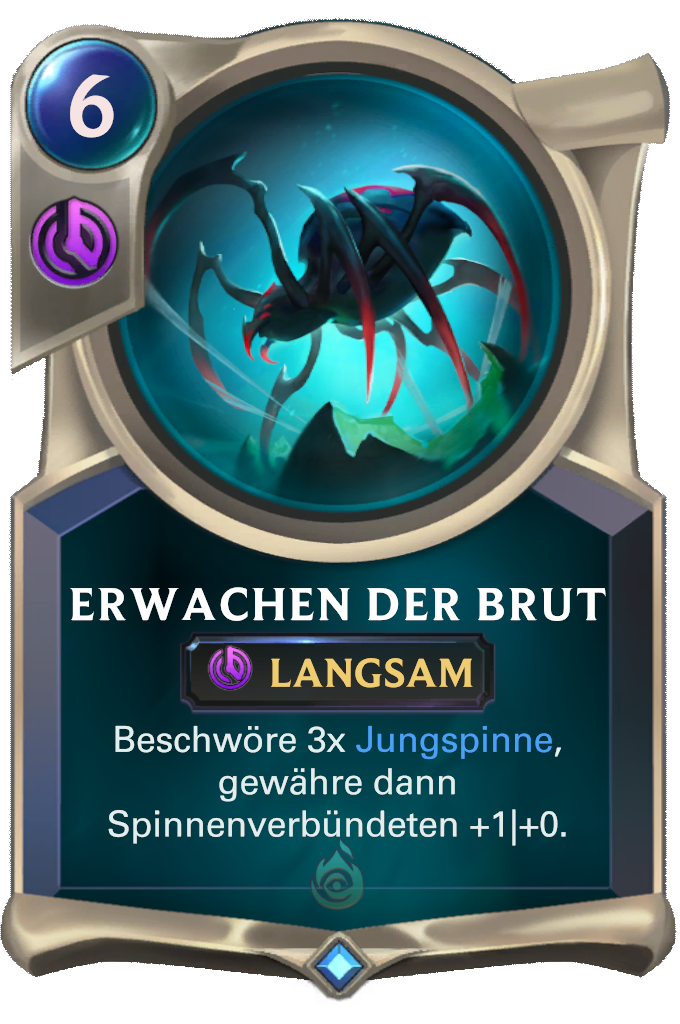 6
ERWACHEN DER BRUT
LANGSAM
Beschwöre 3x Jungspinne,
gewähre dann
Spinnenverbündeten +1|+0.